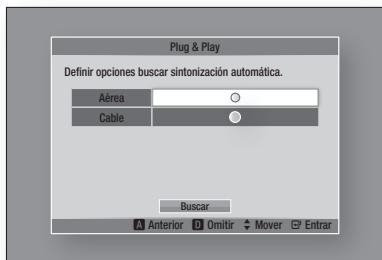 Plug & Play
Definir opciones buscar sintonización automática.
Aérea
Cable
Buscar
A Anterior D Omitir Mover Entrar